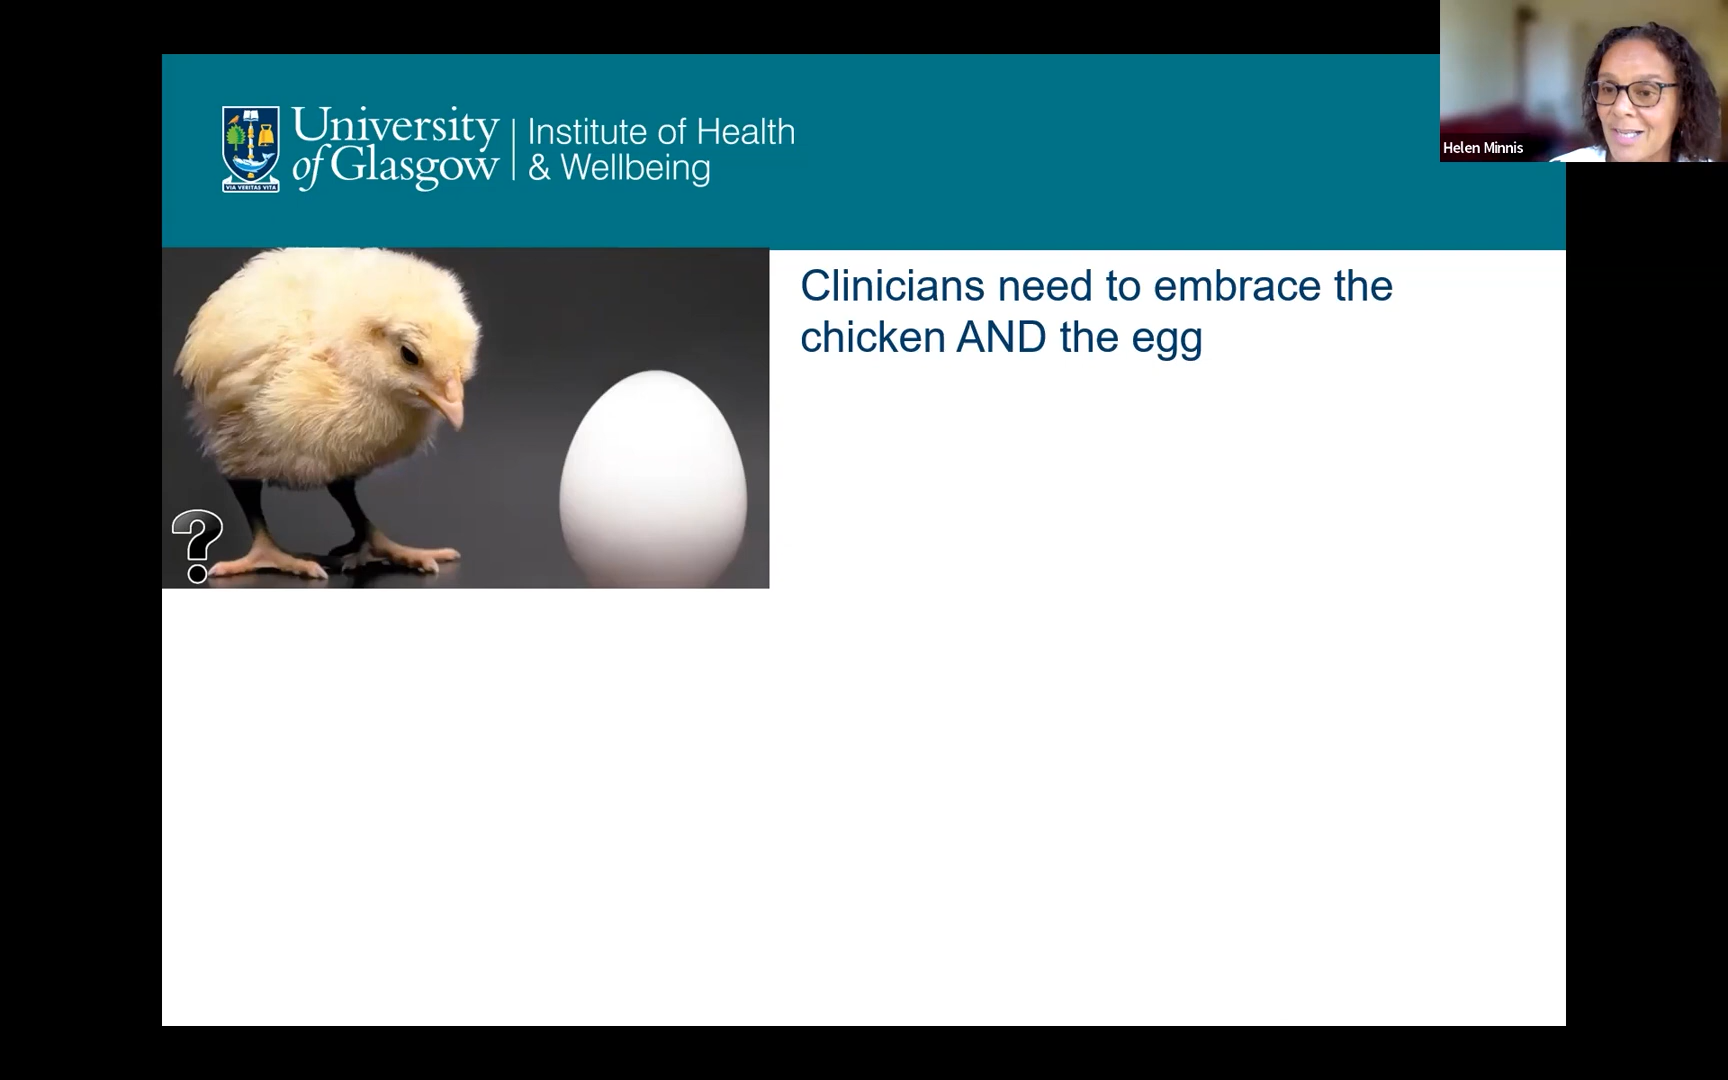 University
of Glasgow
Institute of Health
& Wellbeing
VIA VERITAS VITA
Helen Minnis
Clinicians need to embrace the
chicken AND the egg
?